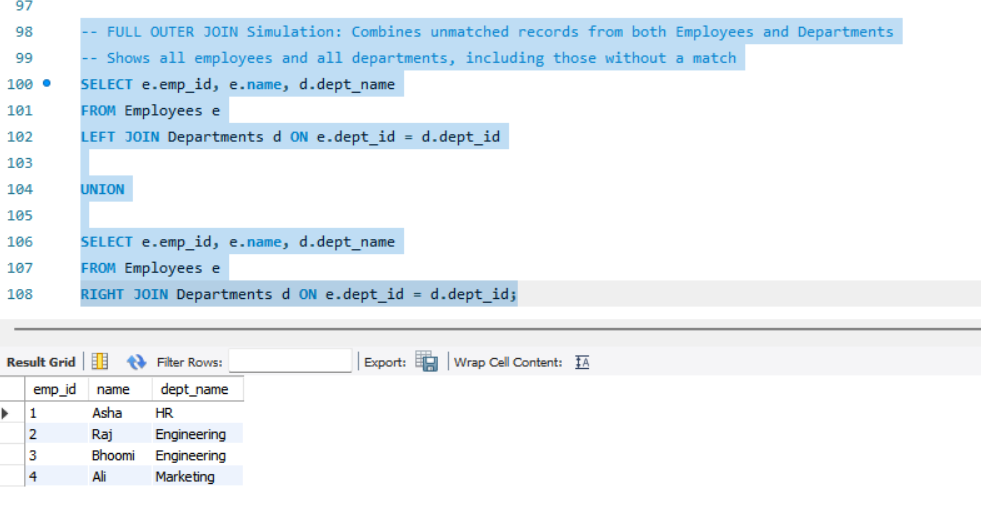 97
98 -- FULL OUTER JOIN Simulation: Combines unmatched records from both Employees and Departments
99 -- Shows all employees and all departments, including those without a match
100 SELECT e.emp_id, e.name, d.dept_name
101 FROM Employees e
102 LEFT JOIN Departments d ON e.dept_id = d.dept_id
103
104 UNION
105
106 SELECT e.emp_id, e.name, d.dept_name
107 FROM Employees e
108 RIGHT JOIN Departments d ON e.dept_id = d.dept_id;
Result Grid Filter Rows: Export: Wrap Cell Content: IA
emp_id name dept_name
1 Asha HR
2 Raj Engineering
3 Bhoomi Engineering
4 Ali Marketing